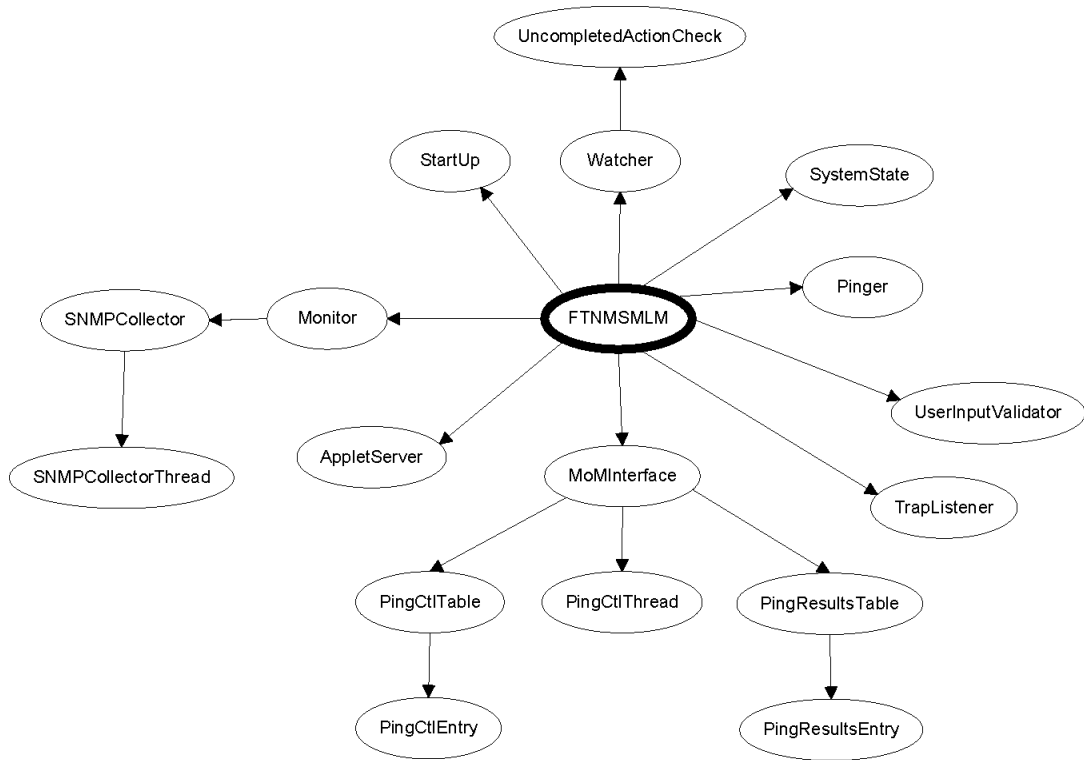 UncompletedActionCheck
StartUp
Watcher
SystemState
Pinger
SNMPCollector
Monitor
FTNMSMLM
UserInputValidator
AppletServer
SNMPCollectorThread
MoMInterface
TrapListener
PingCtlTable
PingCtlThread
PingResultsTable
PingCtlEntry
PingResultsEntry